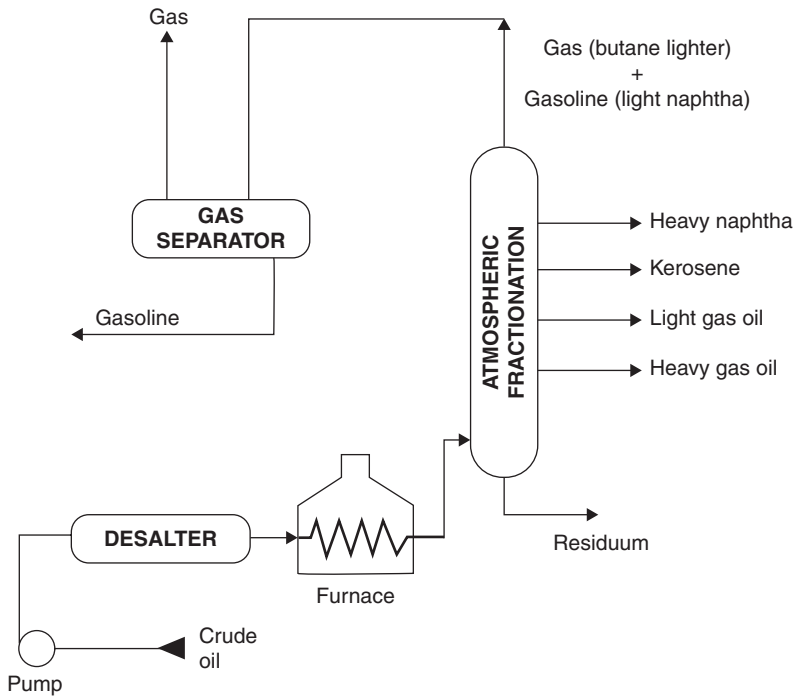 Gas
Gas (butane lighter)
+
Gasoline (light naphtha)
GAS
SEPARATOR
Heavy naphtha
Kerosene
Light gas oil
Heavy gas oil
ATMOSPHERIC
FRACTIONATION
Gasoline
DESALTER
Furnace
Residuum
Crude
oil
Pump